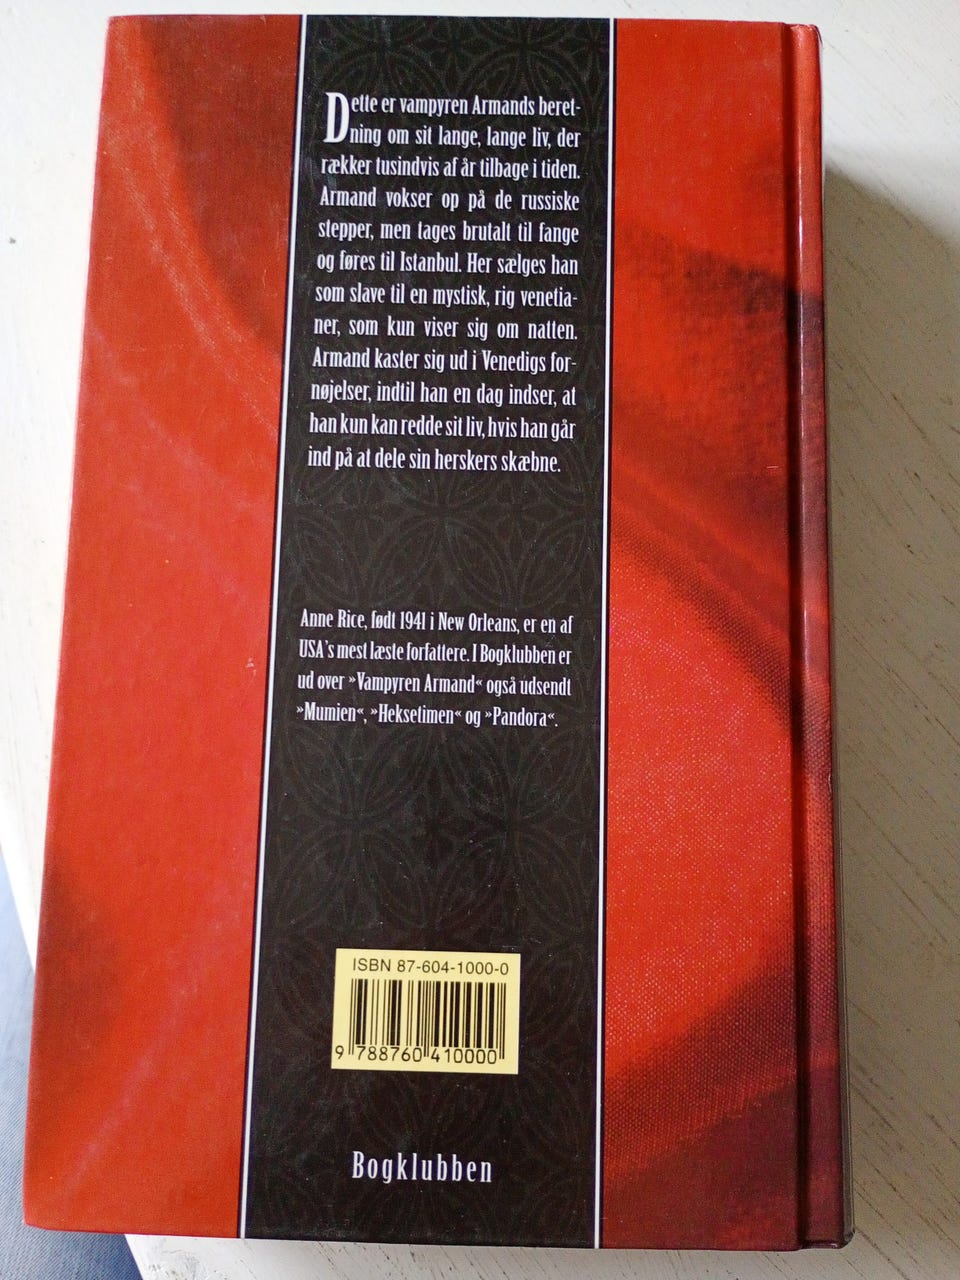 Dette er vampyren Armands beret-
ning om sit lange, lange liv, der
rækker tusindvis af år tilbage i tiden.
Armand vokser op på de russiske
stepper, men tages brutalt til fange
og føres til Istanbul. Her sælges han
som slave til en mystisk, rig venetia-
ner, som kun viser sig om natten.
Armand kaster sig ud i Venedigs for-
nøjelser, indtil han en dag indser, at
han kun kan redde sit liv, hvis han går
ind på at dele sin herskers skæbne.
Anne Rice, født 1941 i New Orleans, er en af
USA's mest læste forfattere. I Bogklubben er
ud over »Vampyren Armand« også udsendt
»Mumien«, »Heksetimen« og »Pandora«.
ISBN 87-604-1000-0
9 788760 410000
Bogklubben